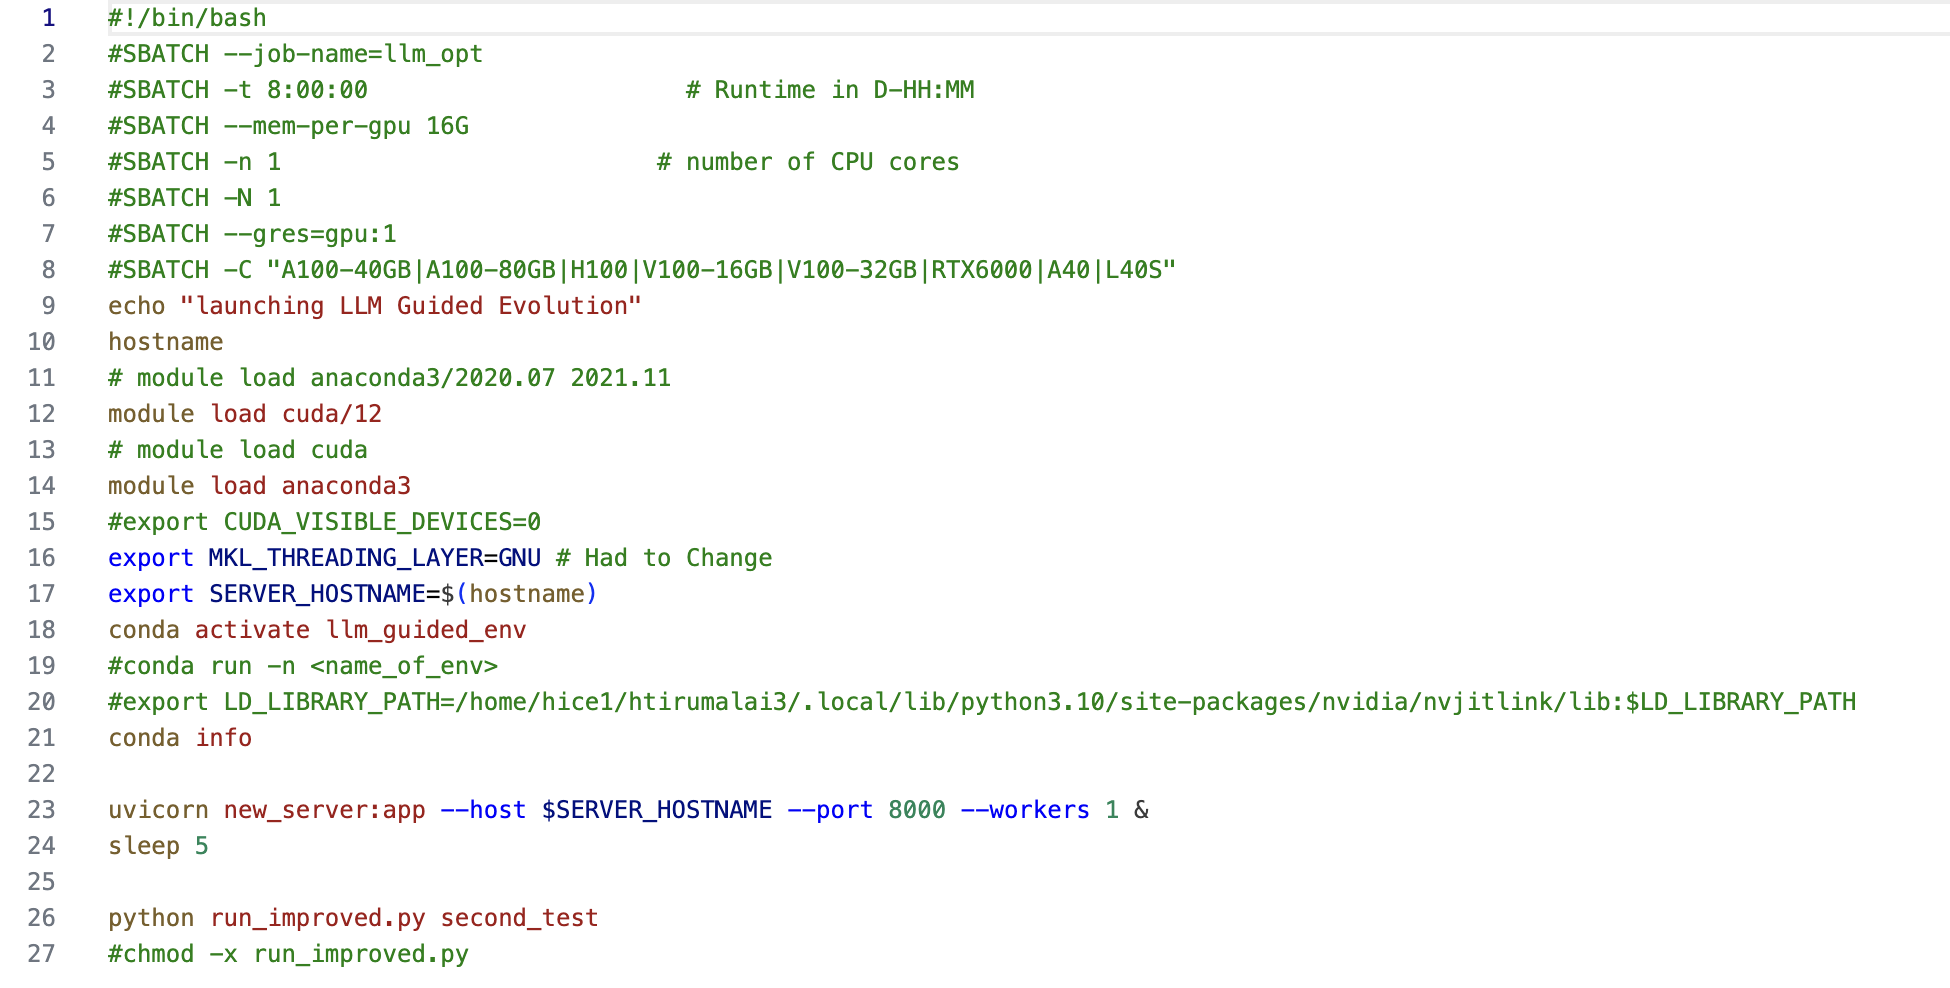 1 #!/bin/bash
2 #SBATCH --job-name=llm_opt
3 #SBATCH -t 8:00:00                      # Runtime in D-HH:MM
4 #SBATCH --mem-per-gpu 16G
5 #SBATCH -n 1                          # number of CPU cores
6 #SBATCH -N 1
7 #SBATCH --gres=gpu:1
8 #SBATCH -C "A100-40GB|A100-80GB|H100|V100-16GB|V100-32GB|RTX6000|A40|L40S"
9 echo "launching LLM Guided Evolution"
10 hostname
11 # module load anaconda3/2020.07 2021.11
12 module load cuda/12
13 # module load cuda
14 module load anaconda3
15 #export CUDA_VISIBLE_DEVICES=0
16 export MKL_THREADING_LAYER=GNU # Had to Change
17 export SERVER_HOSTNAME=$(hostname)
18 conda activate llm_guided_env
19 #conda run -n <name_of_env>
20 #export LD_LIBRARY_PATH=/home/hice1/htirumalai3/.local/lib/python3.10/site-packages/nvidia/nvjitlink/lib:$LD_LIBRARY_PATH
21 conda info
22
23 uvicorn new_server:app --host $SERVER_HOSTNAME --port 8000 --workers 1 &
24 sleep 5
25
26 python run_improved.py second_test
27 #chmod -x run_improved.py